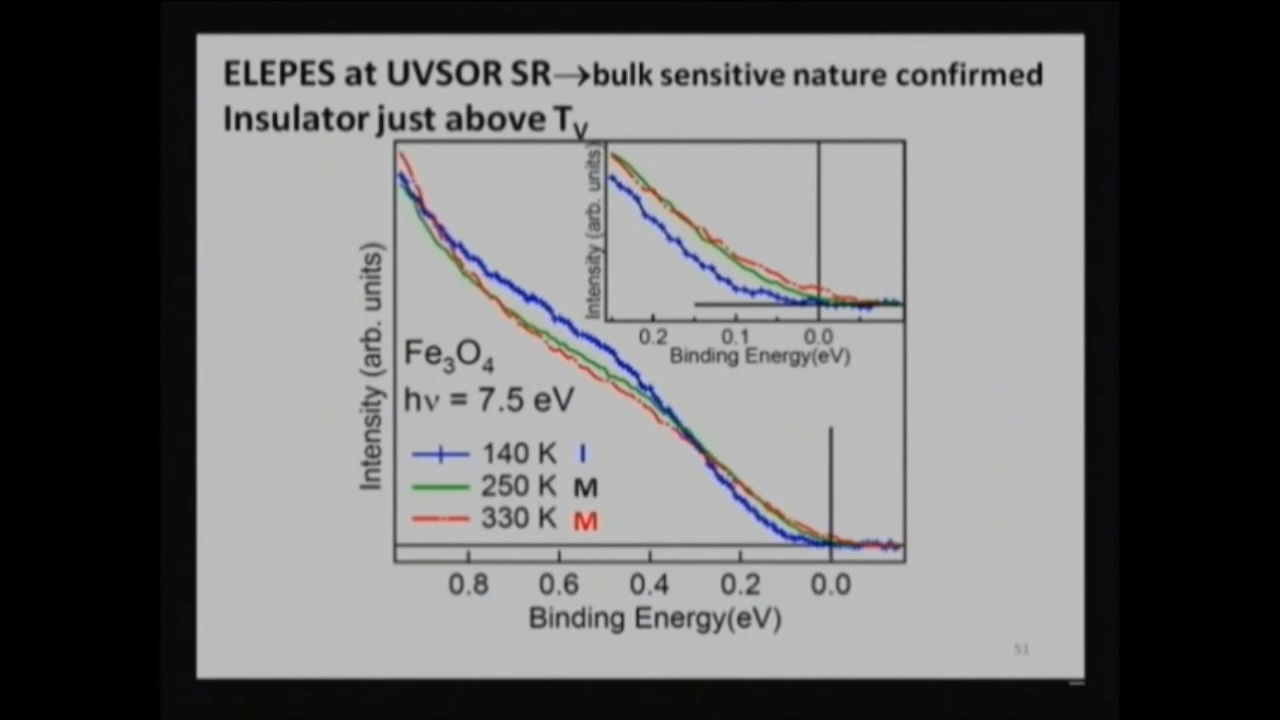 ELEPES at UVSOR SR→bulk sensitive nature confirmed
Insulator just above TV
Intensity (arb. units)
0.2 0.1 0.0
Binding Energy(eV)
Intensity (arb. units)
Fe3O4
hν = 7.5 eV
140 K I
250 K M
330 K M
0.8 0.6 0.4 0.2 0.0
Binding Energy(eV)
51